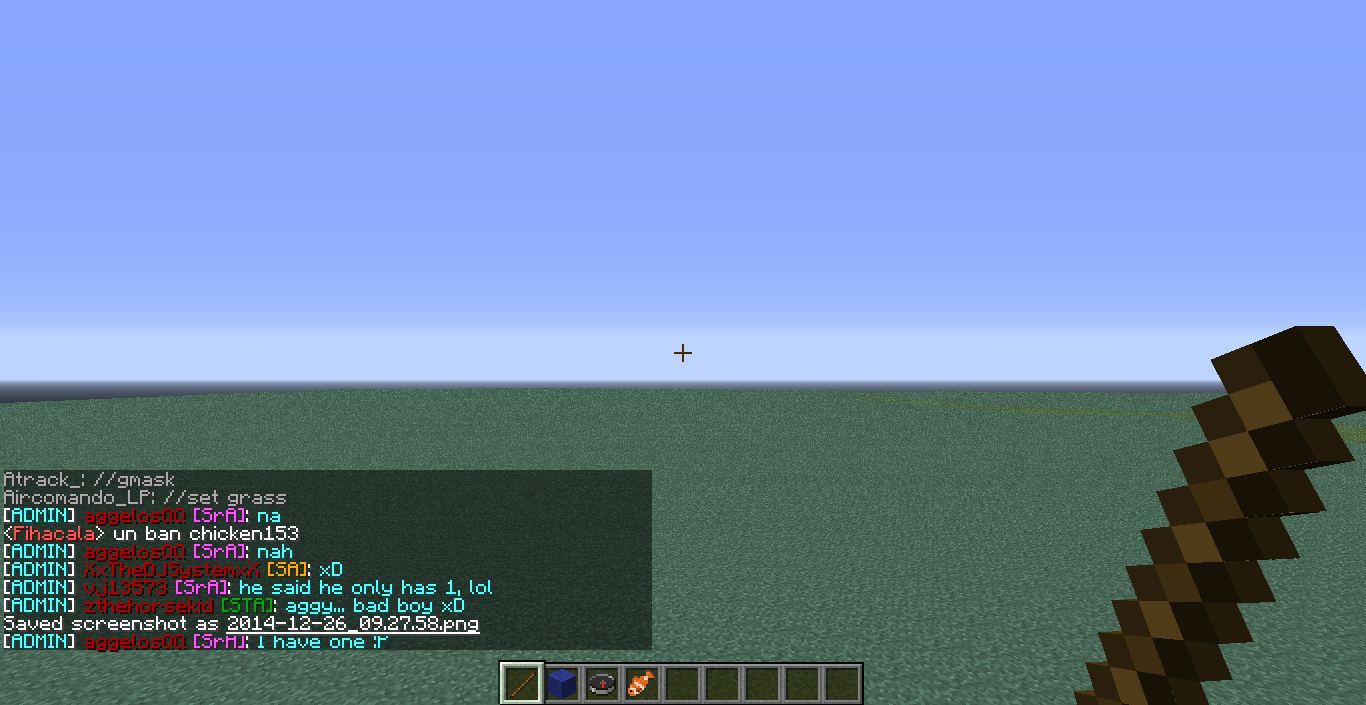 Atrack_: //gmask
Aircomando_LP: //set grass
[ADMIN] aggelosQQ [SrA]: na
<Fihacala> un ban chicken153
[ADMIN] aggelosQQ [SrA]: nah
[ADMIN] XxTheDJSystemxX [SA]: xD
[ADMIN] vj13573 [SrA]: he said he only has 1, lol
[ADMIN] zthehorsekid [STA]: aggy... bad boy xD
Saved screenshot as 2014-12-26_09.27.58.png
[ADMIN] aggelosQQ [SrA]: I have one :P